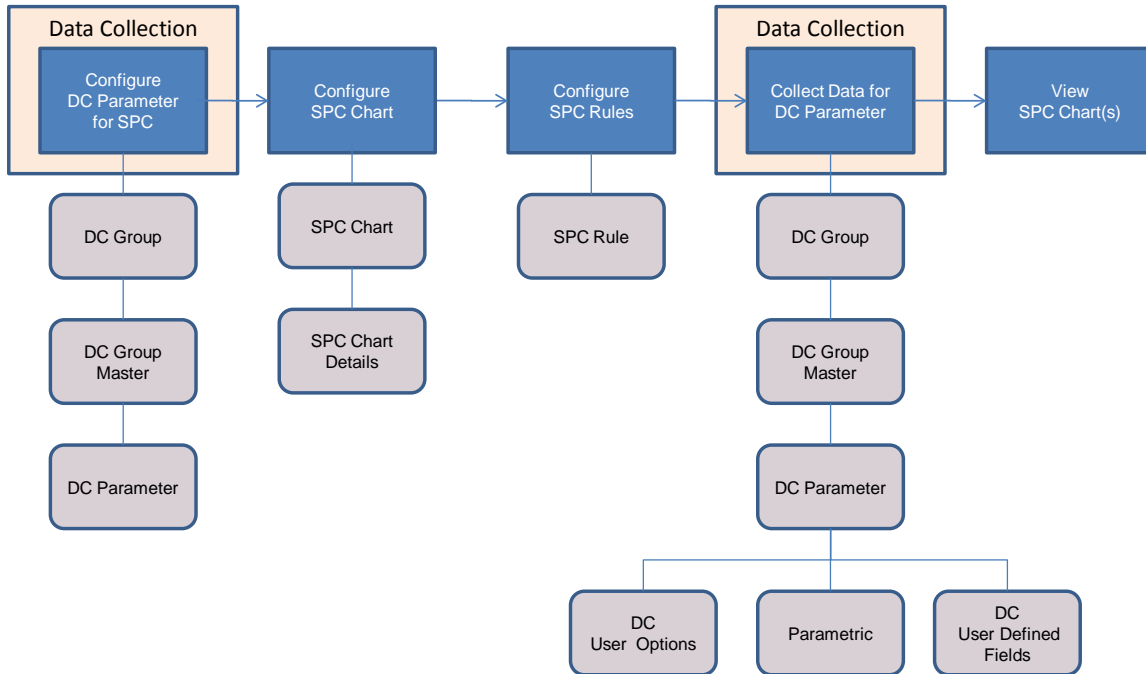 Data Collection
Configure
DC Parameter
for SPC
Configure
SPC Chart
Configure
SPC Rules
Data Collection
Collect Data for
DC Parameter
View
SPC Chart(s)
DC Group
DC Group
Master
DC Parameter
SPC Chart
SPC Chart
Details
SPC Rule
DC Group
DC Group
Master
DC Parameter
DC
User Options
Parametric
DC
User Defined
Fields